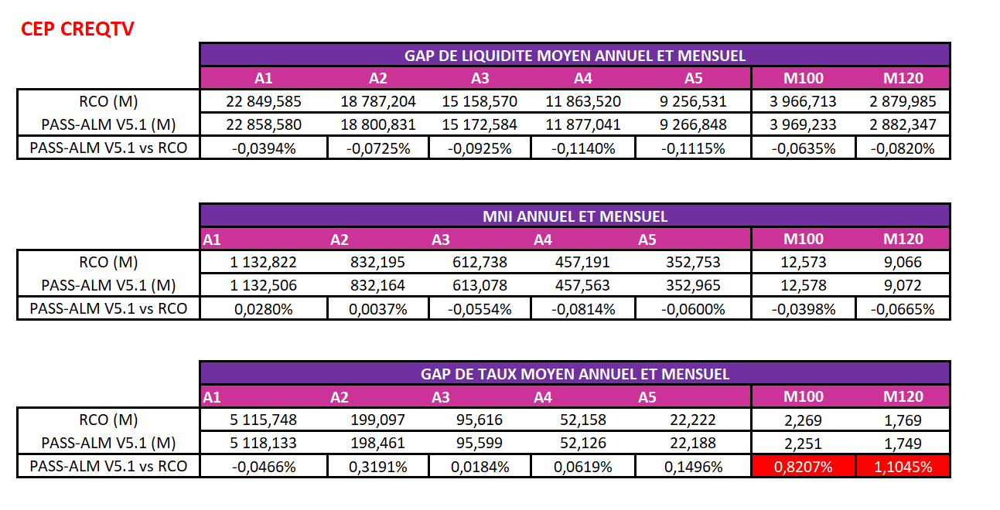 CEP CREQTV
GAP DE LIQUIDITE MOYEN ANNUEL ET MENSUEL
A1 A2 A3 A4 A5 M100 M120
RCO (M) 22 849,585 18 787,204 15 158,570 11 863,520 9 256,531 3 966,713 2 879,985
PASS-ALM V5.1 (M) 22 858,580 18 800,831 15 172,584 11 877,041 9 266,848 3 969,233 2 882,347
PASS-ALM V5.1 vs RCO -0,0394% -0,0725% -0,0925% -0,1140% -0,1115% -0,0635% -0,0820%
MNI ANNUEL ET MENSUEL
A1 A2 A3 A4 A5 M100 M120
RCO (M) 1 132,822 832,195 612,738 457,191 352,753 12,573 9,066
PASS-ALM V5.1 (M) 1 132,506 832,164 613,078 457,563 352,965 12,578 9,072
PASS-ALM V5.1 vs RCO 0,0280% 0,0037% -0,0554% -0,0814% -0,0600% -0,0398% -0,0665%
GAP DE TAUX MOYEN ANNUEL ET MENSUEL
A1 A2 A3 A4 A5 M100 M120
RCO (M) 5 115,748 199,097 95,616 52,158 22,222 2,269 1,769
PASS-ALM V5.1 (M) 5 118,133 198,461 95,599 52,126 22,188 2,251 1,749
PASS-ALM V5.1 vs RCO -0,0466% 0,3191% 0,0184% 0,0619% 0,1496% 0,8207% 1,1045%